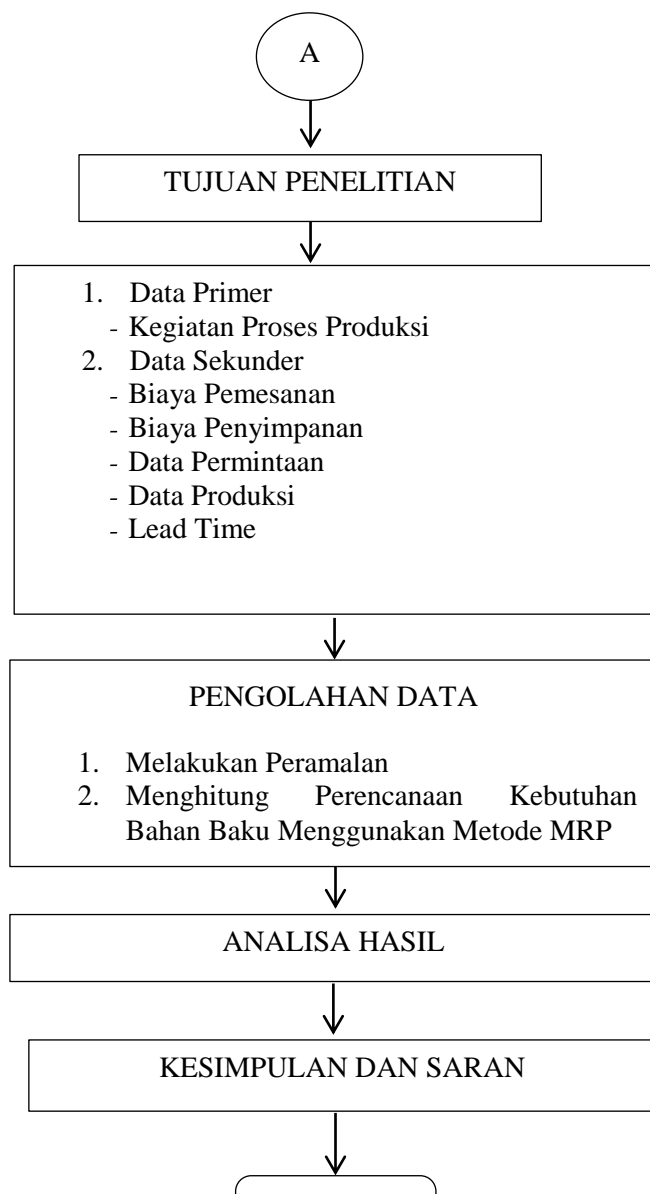 A
TUJUAN PENELITIAN
1. Data Primer
- Kegiatan Proses Produksi
2. Data Sekunder
- Biaya Pemesanan
- Biaya Penyimpanan
- Data Permintaan
- Data Produksi
- Lead Time
PENGOLAHAN DATA
1. Melakukan Peramalan
2. Menghitung Perencanaan Kebutuhan
Bahan Baku Menggunakan Metode MRP
ANALISA HASIL
KESIMPULAN DAN SARAN